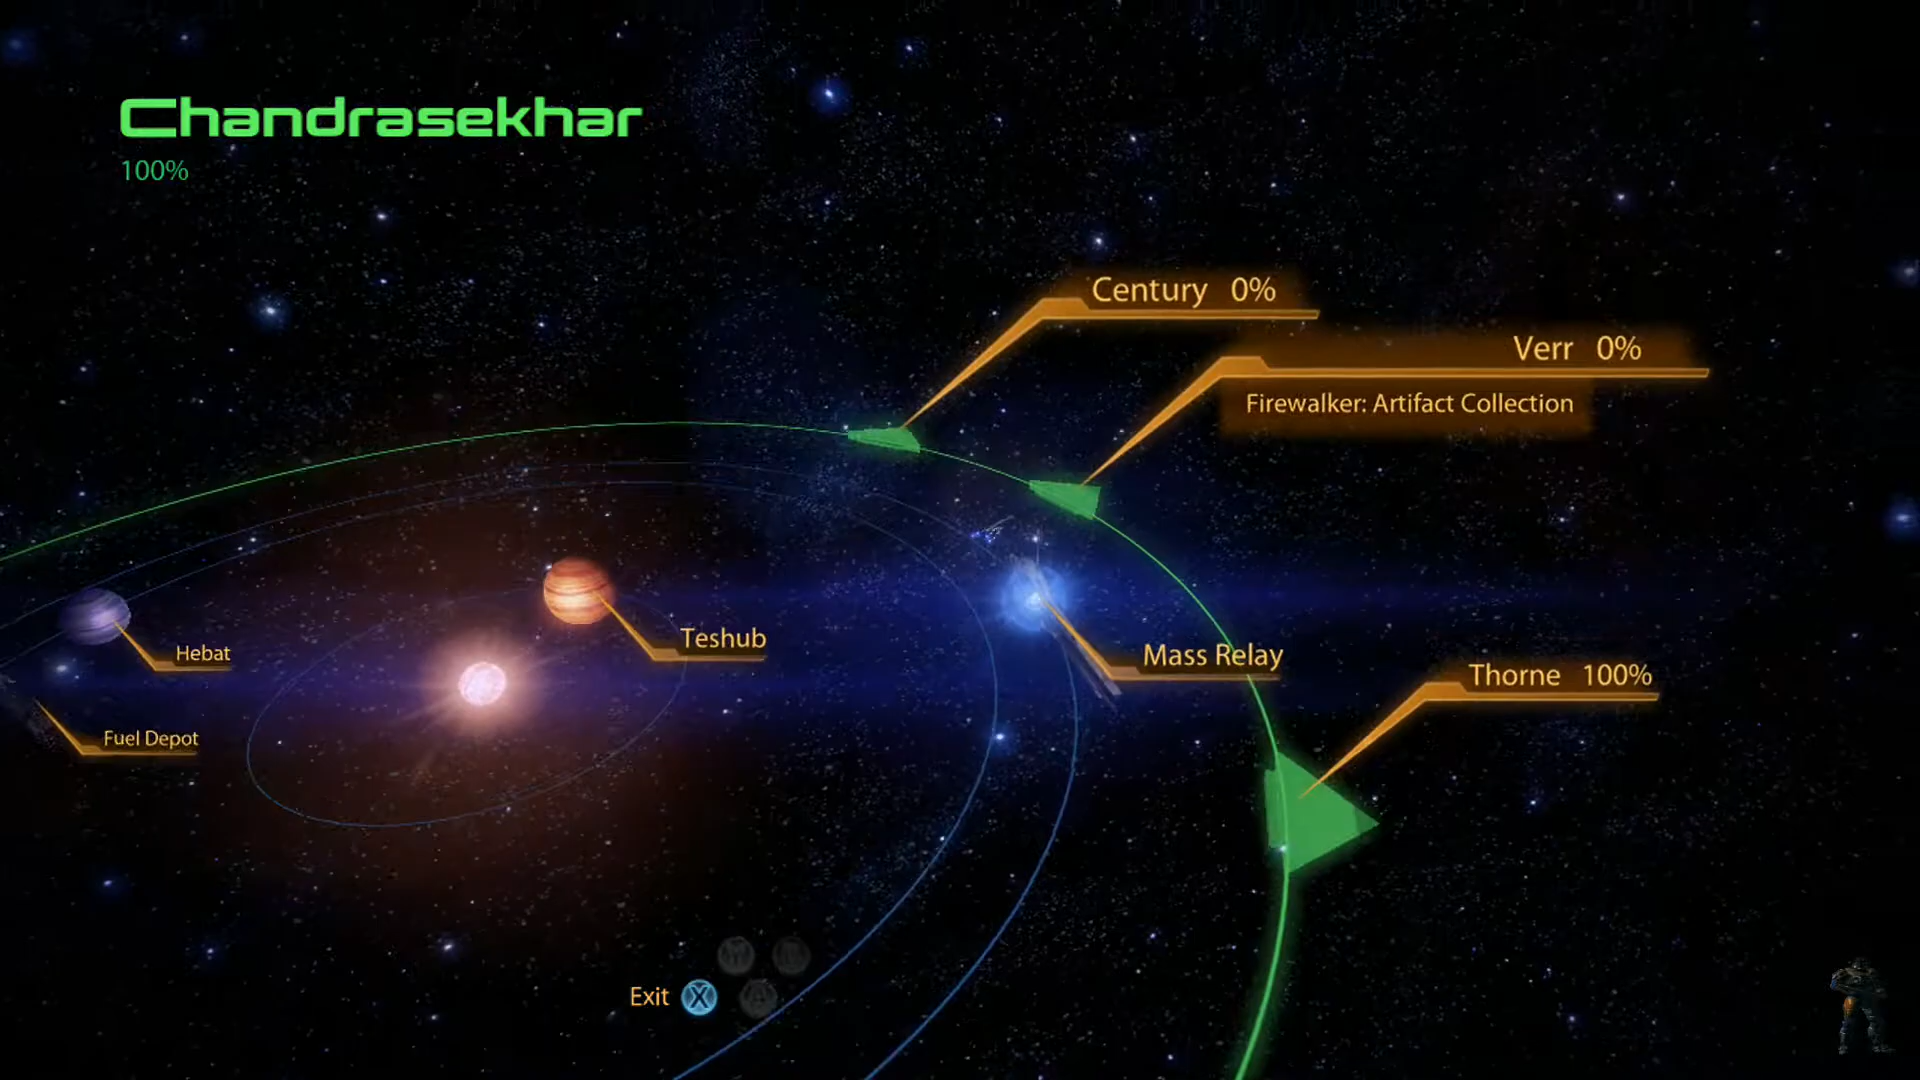 Chandrasekhar
100%
Century 0%
Verr 0%
Firewalker: Artifact Collection
Hebat
Teshub
Mass Relay
Thorne 100%
Fuel Depot
Exit X